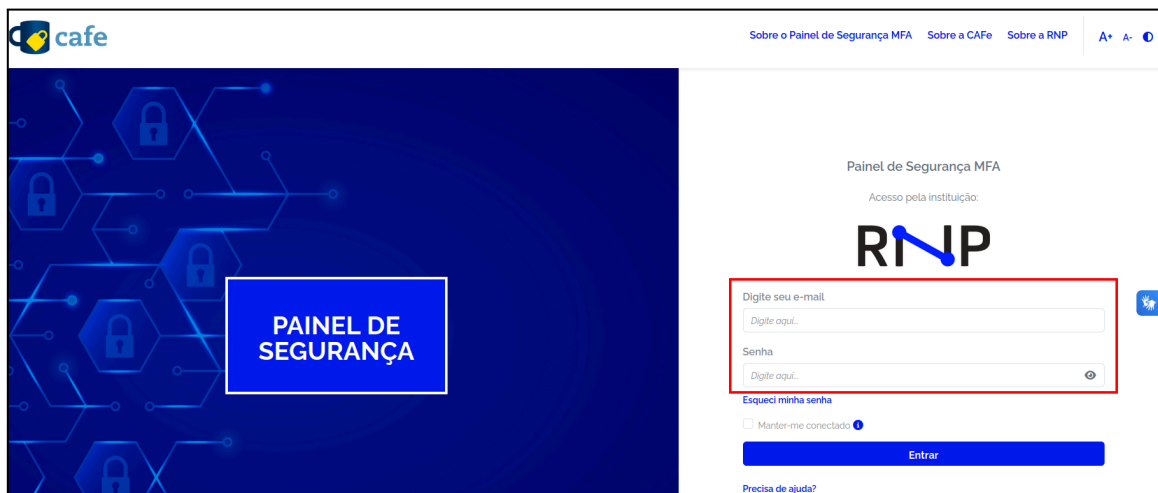 cafe
Sobre o Painel de Segurança MFA Sobre a CAFe Sobre a RNP A+ A-
Painel de Segurança MFA
Acesso pela instituição:
RNP
Digite seu e-mail
Digite aqui...
Senha
Digite aqui...
Esqueci minha senha
Manter-me conectado
Entrar
Precisa de ajuda?
PAINEL DE
SEGURANÇA